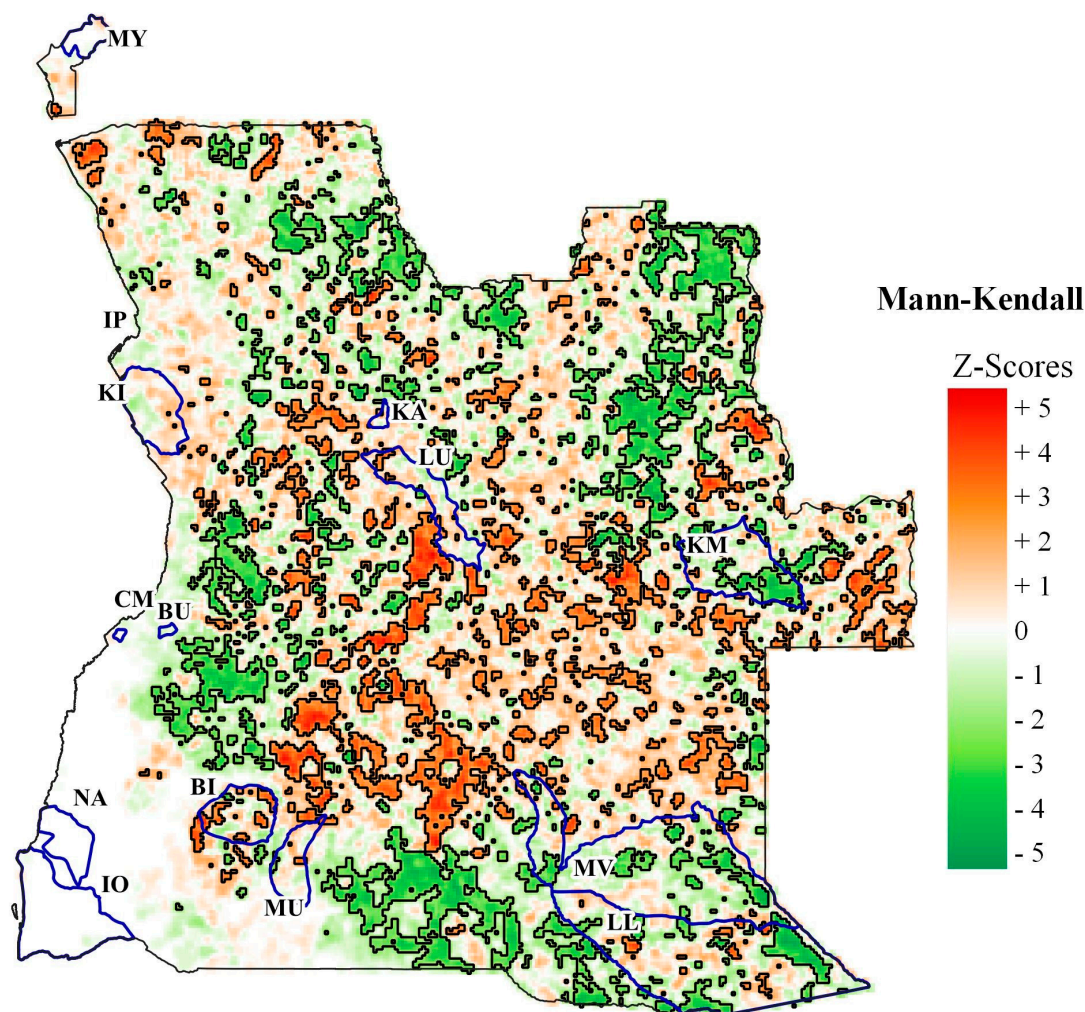 MY
IP
KI
KA
LU
KM
CM
BU
BI
NA
IO
MU
MV
LL
Mann-Kendall
Z-Scores
+ 5
+ 4
+ 3
+ 2
+ 1
0
- 1
- 2
- 3
- 4
- 5